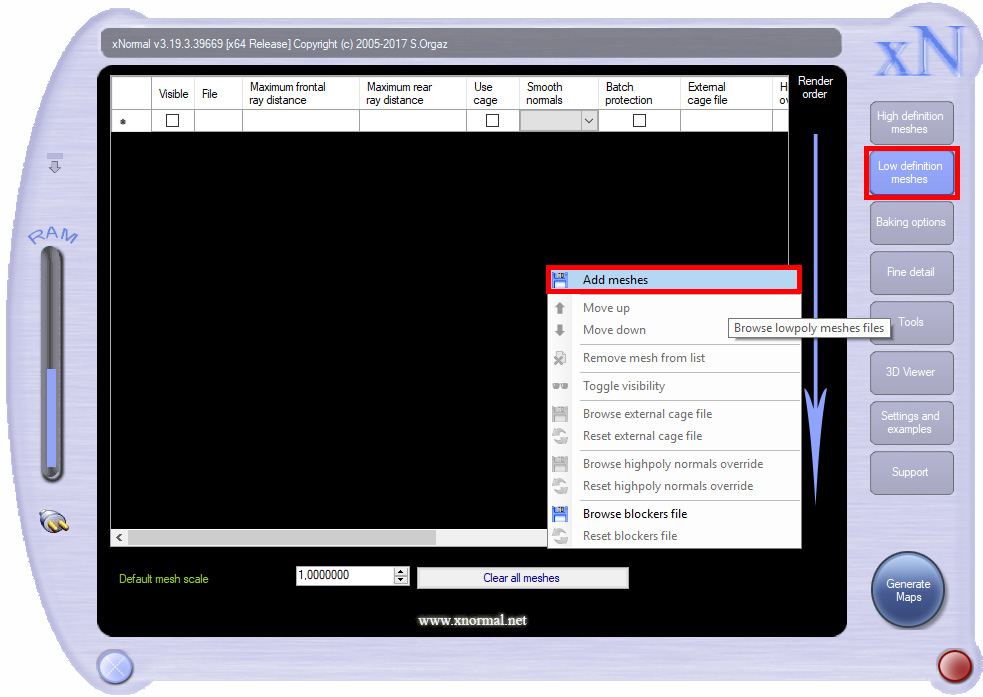 xNormal v3.19.3.39669 [x64 Release] Copyright (c) 2005-2017 S.Orgaz
xN
Visible
File
Maximum frontal
ray distance
Maximum rear
ray distance
Use
cage
Smooth
normals
Batch
protection
External
cage file
H
ov
Render
order
*
High definition
meshes
Low definition
meshes
Baking options
Fine detail
Tools
3D Viewer
Settings and
examples
Support
RAM
Add meshes
Move up
Move down
Browse lowpoly meshes files
Remove mesh from list
Toggle visibility
Browse external cage file
Reset external cage file
Browse highpoly normals override
Reset highpoly normals override
Browse blockers file
Reset blockers file
Default mesh scale
1,0000000
Clear all meshes
Generate
Maps
www.xnormal.net